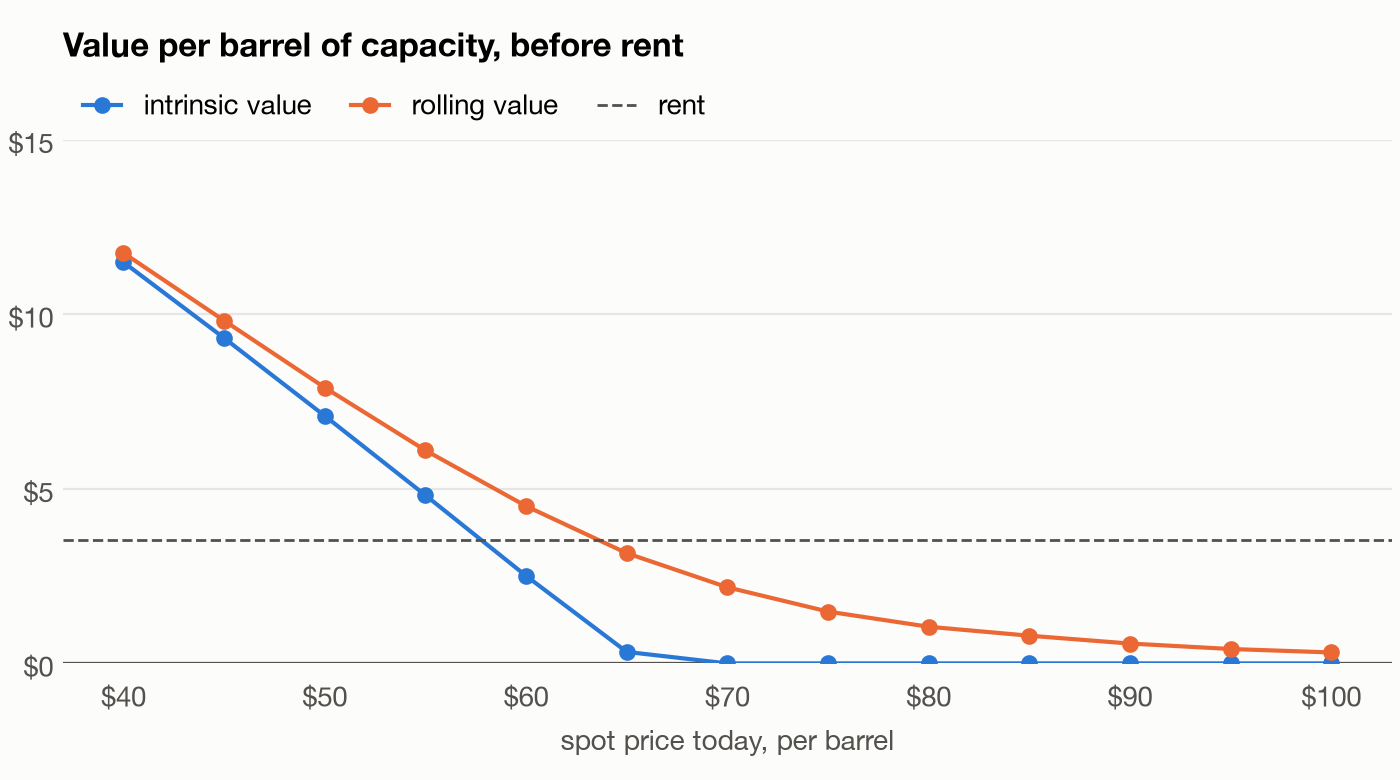 Value per barrel of capacity, before rent
intrinsic value rolling value rent
$15
$10
$5
$0
$40 $50 $60 $70 $80 $90 $100
spot price today, per barrel